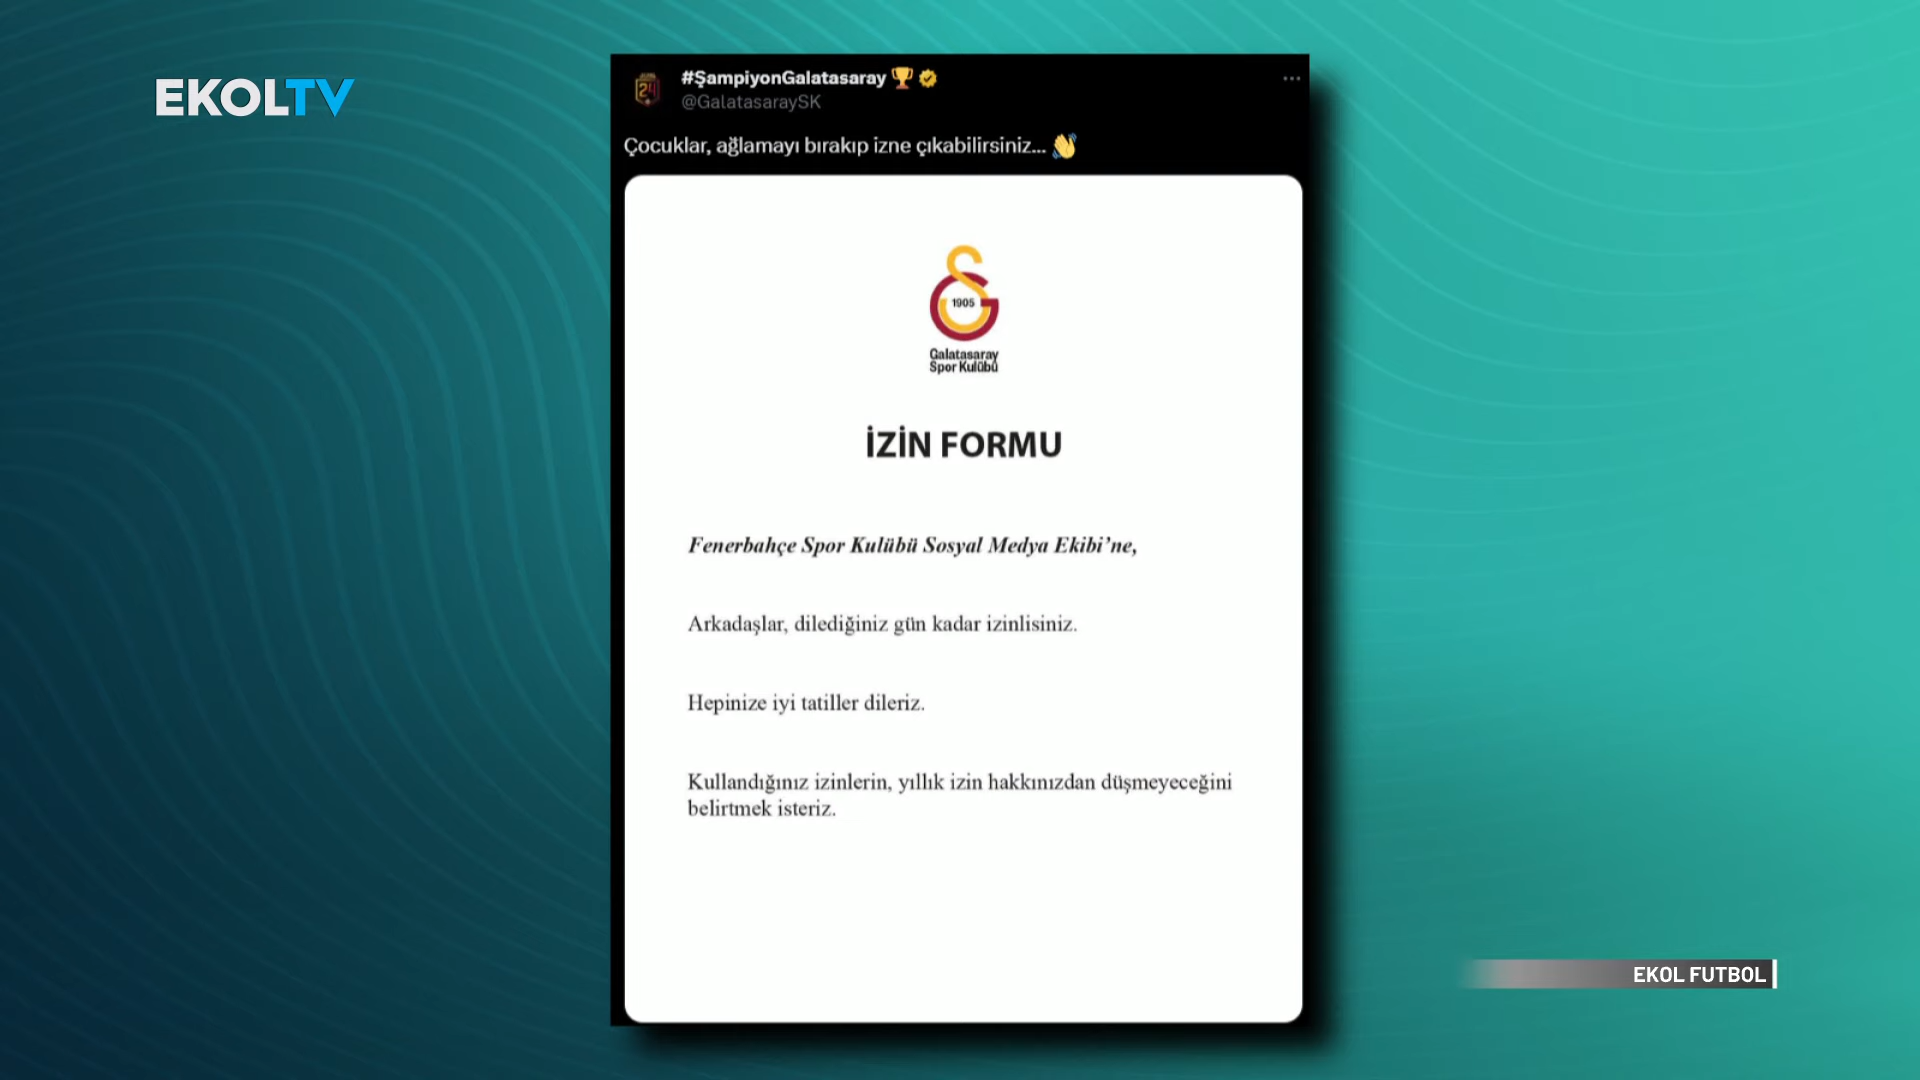 EKOLTV
#ŞampiyonGalatasaray 🏆
@GalatasaraySK
24
Çocuklar, ağlamayı bırakıp izne çıkabilirsiniz... 👋
1905
Galatasaray
Spor Kulübü
İZİN FORMU
Fenerbahçe Spor Kulübü Sosyal Medya Ekibi’ne,
Arkadaşlar, dilediğiniz gün kadar izinlisiniz.
Hepinize iyi tatiller dileriz.
Kullandığınız izinlerin, yıllık izin hakkınızdan düşmeyeceğini
belirtmek isteriz.
EKOL FUTBOL